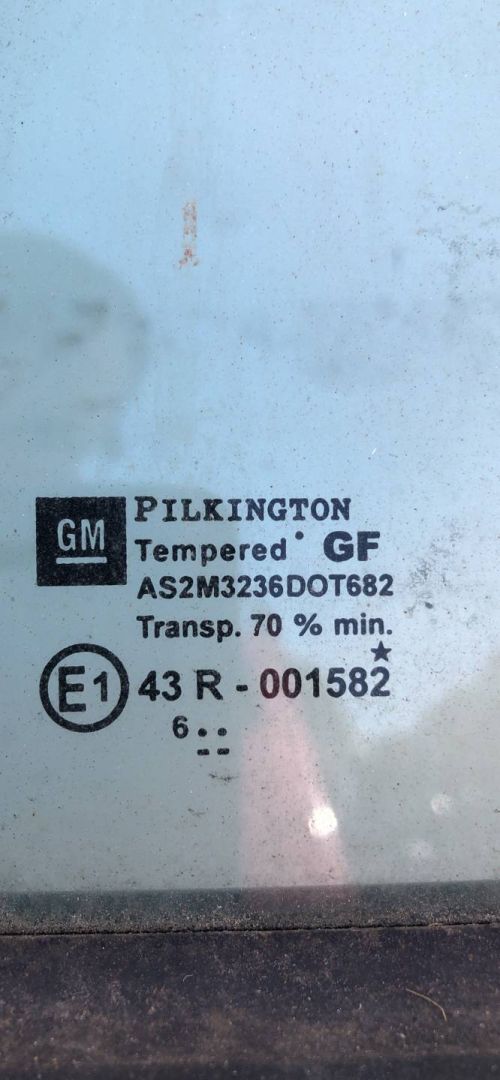 GM
PILKINGTON
Tempered • GF
AS2M3236DOT682
Transp. 70 % min.
E1 43 R - 001582
6